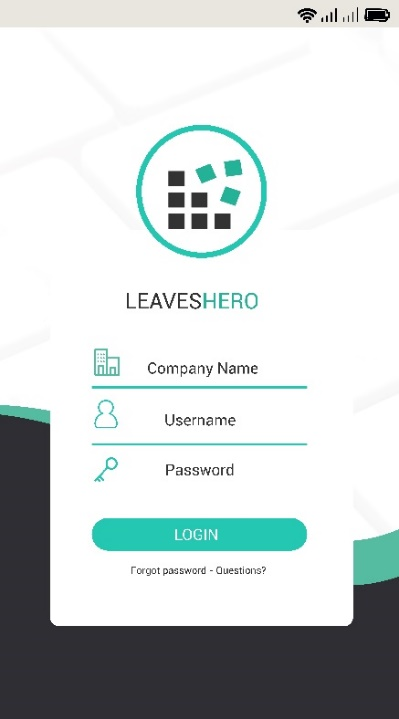 LEAVESHERO
Company Name
Username
Password
LOGIN
Forgot password - Questions?